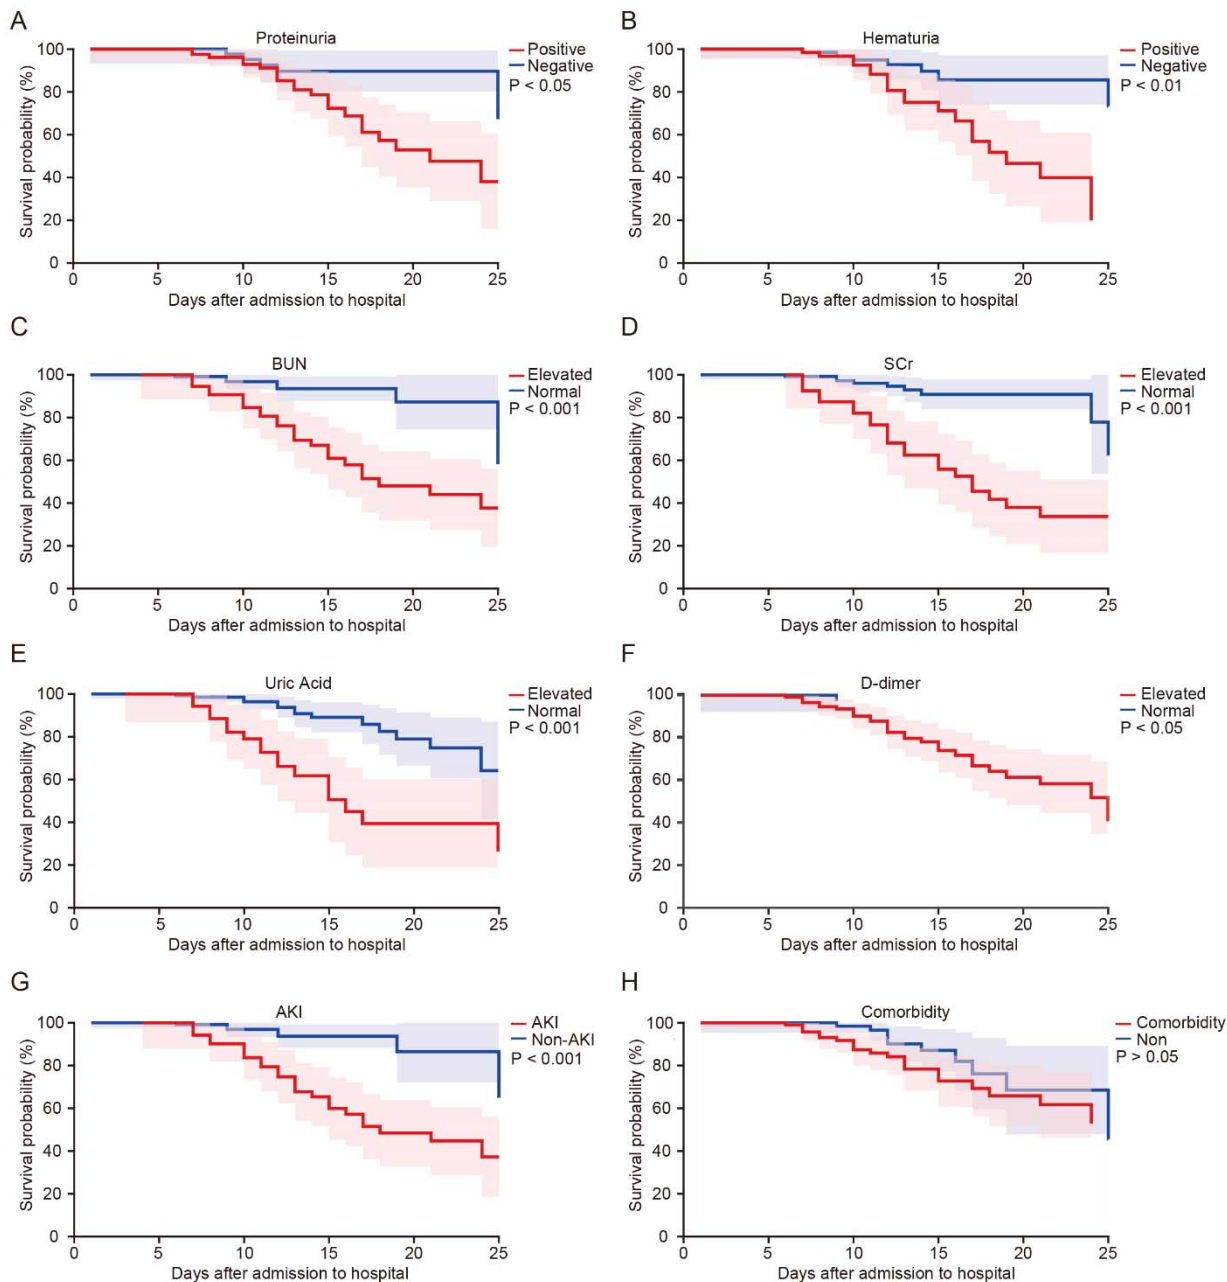 A
Proteinuria
Positive
Negative
P < 0.05
Survival probability (%)
100
80
60
40
20
0
0 5 10 15 20 25
Days after admission to hospital
B
Hematuria
Positive
Negative
P < 0.01
Survival probability (%)
100
80
60
40
20
0
0 5 10 15 20 25
Days after admission to hospital
C
BUN
Elevated
Normal
P < 0.001
Survival probability (%)
100
80
60
40
20
0
0 5 10 15 20 25
Days after admission to hospital
D
SCr
Elevated
Normal
P < 0.001
Survival probability (%)
100
80
60
40
20
0
0 5 10 15 20 25
Days after admission to hospital
E
Uric Acid
Elevated
Normal
P < 0.001
Survival probability (%)
100
80
60
40
20
0
0 5 10 15 20 25
Days after admission to hospital
F
D-dimer
Elevated
Normal
P < 0.05
Survival probability (%)
100
80
60
40
20
0
0 5 10 15 20 25
Days after admission to hospital
G
AKI
AKI
Non-AKI
P < 0.001
Survival probability (%)
100
80
60
40
20
0
0 5 10 15 20 25
Days after admission to hospital
H
Comorbidity
Comorbidity
Non
P > 0.05
Survival probability (%)
100
80
60
40
20
0
0 5 10 15 20 25
Days after admission to hospital